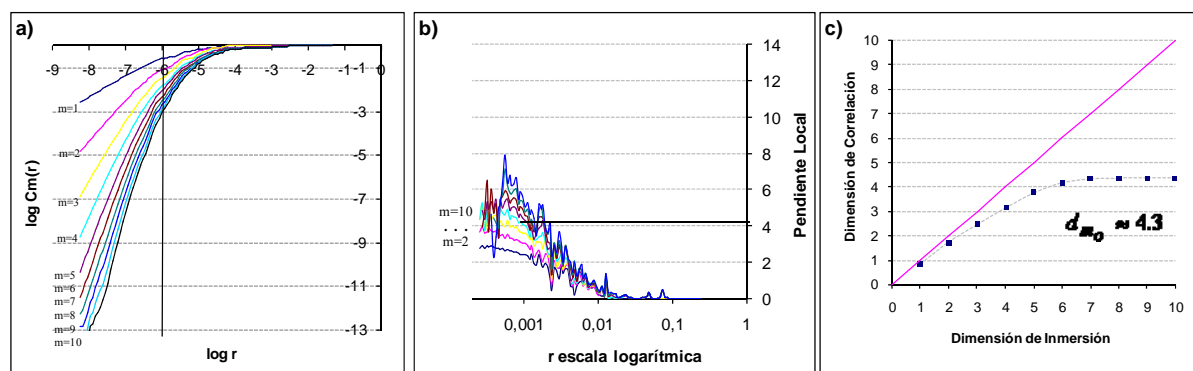 a)
-9 -8 -7 -6 -5 -4 -3 -2 -1 0
-1
-3
-5
-7
-9
-11
-13
m=1
m=2
m=3
m=4
m=5
m=6
m=7
m=8
m=9
m=10
log Cm(r)
log r
b)
14
12
10
8
6
4
2
0
Pendiente Local
m=10
. . .
m=2
0,001 0,01 0,1 1
r escala logarítmica
c)
10
9
8
7
6
5
4
3
2
1
0
Dimensión de Correlación
≈ 4.3
0 1 2 3 4 5 6 7 8 9 10
Dimensión de Inmersión